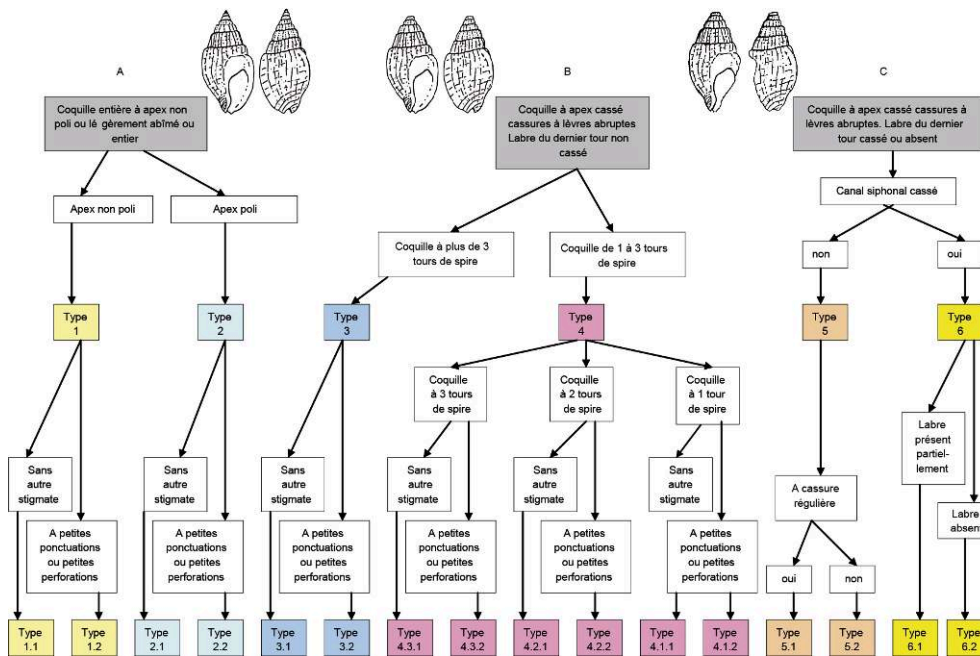 A
B
C
Coquille entière à apex non
poli ou lé gèrement abîmé ou
entier
Coquille à apex cassé
cassures à lèvres abruptes
Labre du dernier tour non
cassé
Coquille à apex cassé cassures à
lèvres abruptes. Labre du dernier
tour cassé ou absent
Canal siphonal cassé
Apex non poli
Apex poli
Coquille à plus de 3
tours de spire
Coquille de 1 à 3 tours
de spire
non
oui
Type
1
Type
2
Type
3
Type
4
Type
5
Type
6
Coquille
à 3 tours
de spire
Coquille
à 2 tours
de spire
Coquille
à 1 tour
de spire
Labre
présent
partiel-
lement
Sans
autre
stigmate
Sans
autre
stigmate
Sans
autre
stigmate
Sans
autre
stigmate
Sans
autre
stigmate
Sans
autre
stigmate
A cassure
régulière
Labre
absent
A petites
ponctuations
ou petites
perforations
A petites
ponctuations
ou petites
perforations
A petites
ponctuations
ou petites
perforations
A petites
ponctuations
ou petites
perforations
A petites
ponctuations
ou petites
perforations
A petites
ponctuations
ou petites
perforations
oui
non
Type
1.1
Type
1.2
Type
2.1
Type
2.2
Type
3.1
Type
3.2
Type
4.3.1
Type
4.3.2
Type
4.2.1
Type
4.2.2
Type
4.1.1
Type
4.1.2
Type
5.1
Type
5.2
Type
6.1
Type
6.2